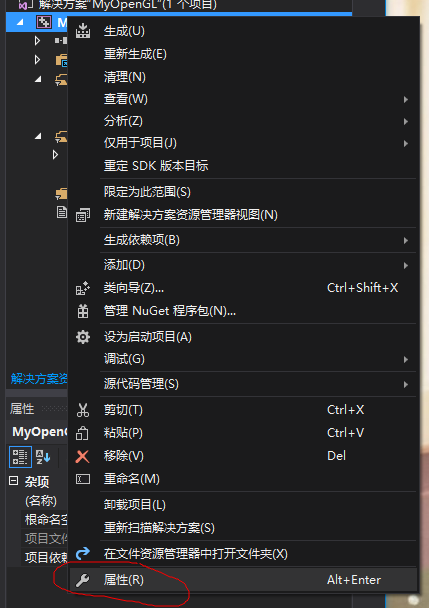 解决方案"MyOpenGL"(1 个项目)
M
生成(U)
重新生成(E)
清理(N)
查看(W)
分析(Z)
仅用于项目(J)
重定 SDK 版本目标
限定为此范围(S)
新建解决方案资源管理器视图(N)
生成依赖项(B)
添加(D)
类向导(Z)... Ctrl+Shift+X
管理 NuGet 程序包(N)...
设为启动项目(A)
调试(G)
解决方案资
源代码管理(S)
属性
剪切(T) Ctrl+X
MyOpenG
粘贴(P) Ctrl+V
移除(V) Del
重命名(M)
杂项
(名称)
卸载项目(L)
根命名空
重新扫描解决方案(S)
项目文件
项目依赖
在文件资源管理器中打开文件夹(X)
属性(R) Alt+Enter